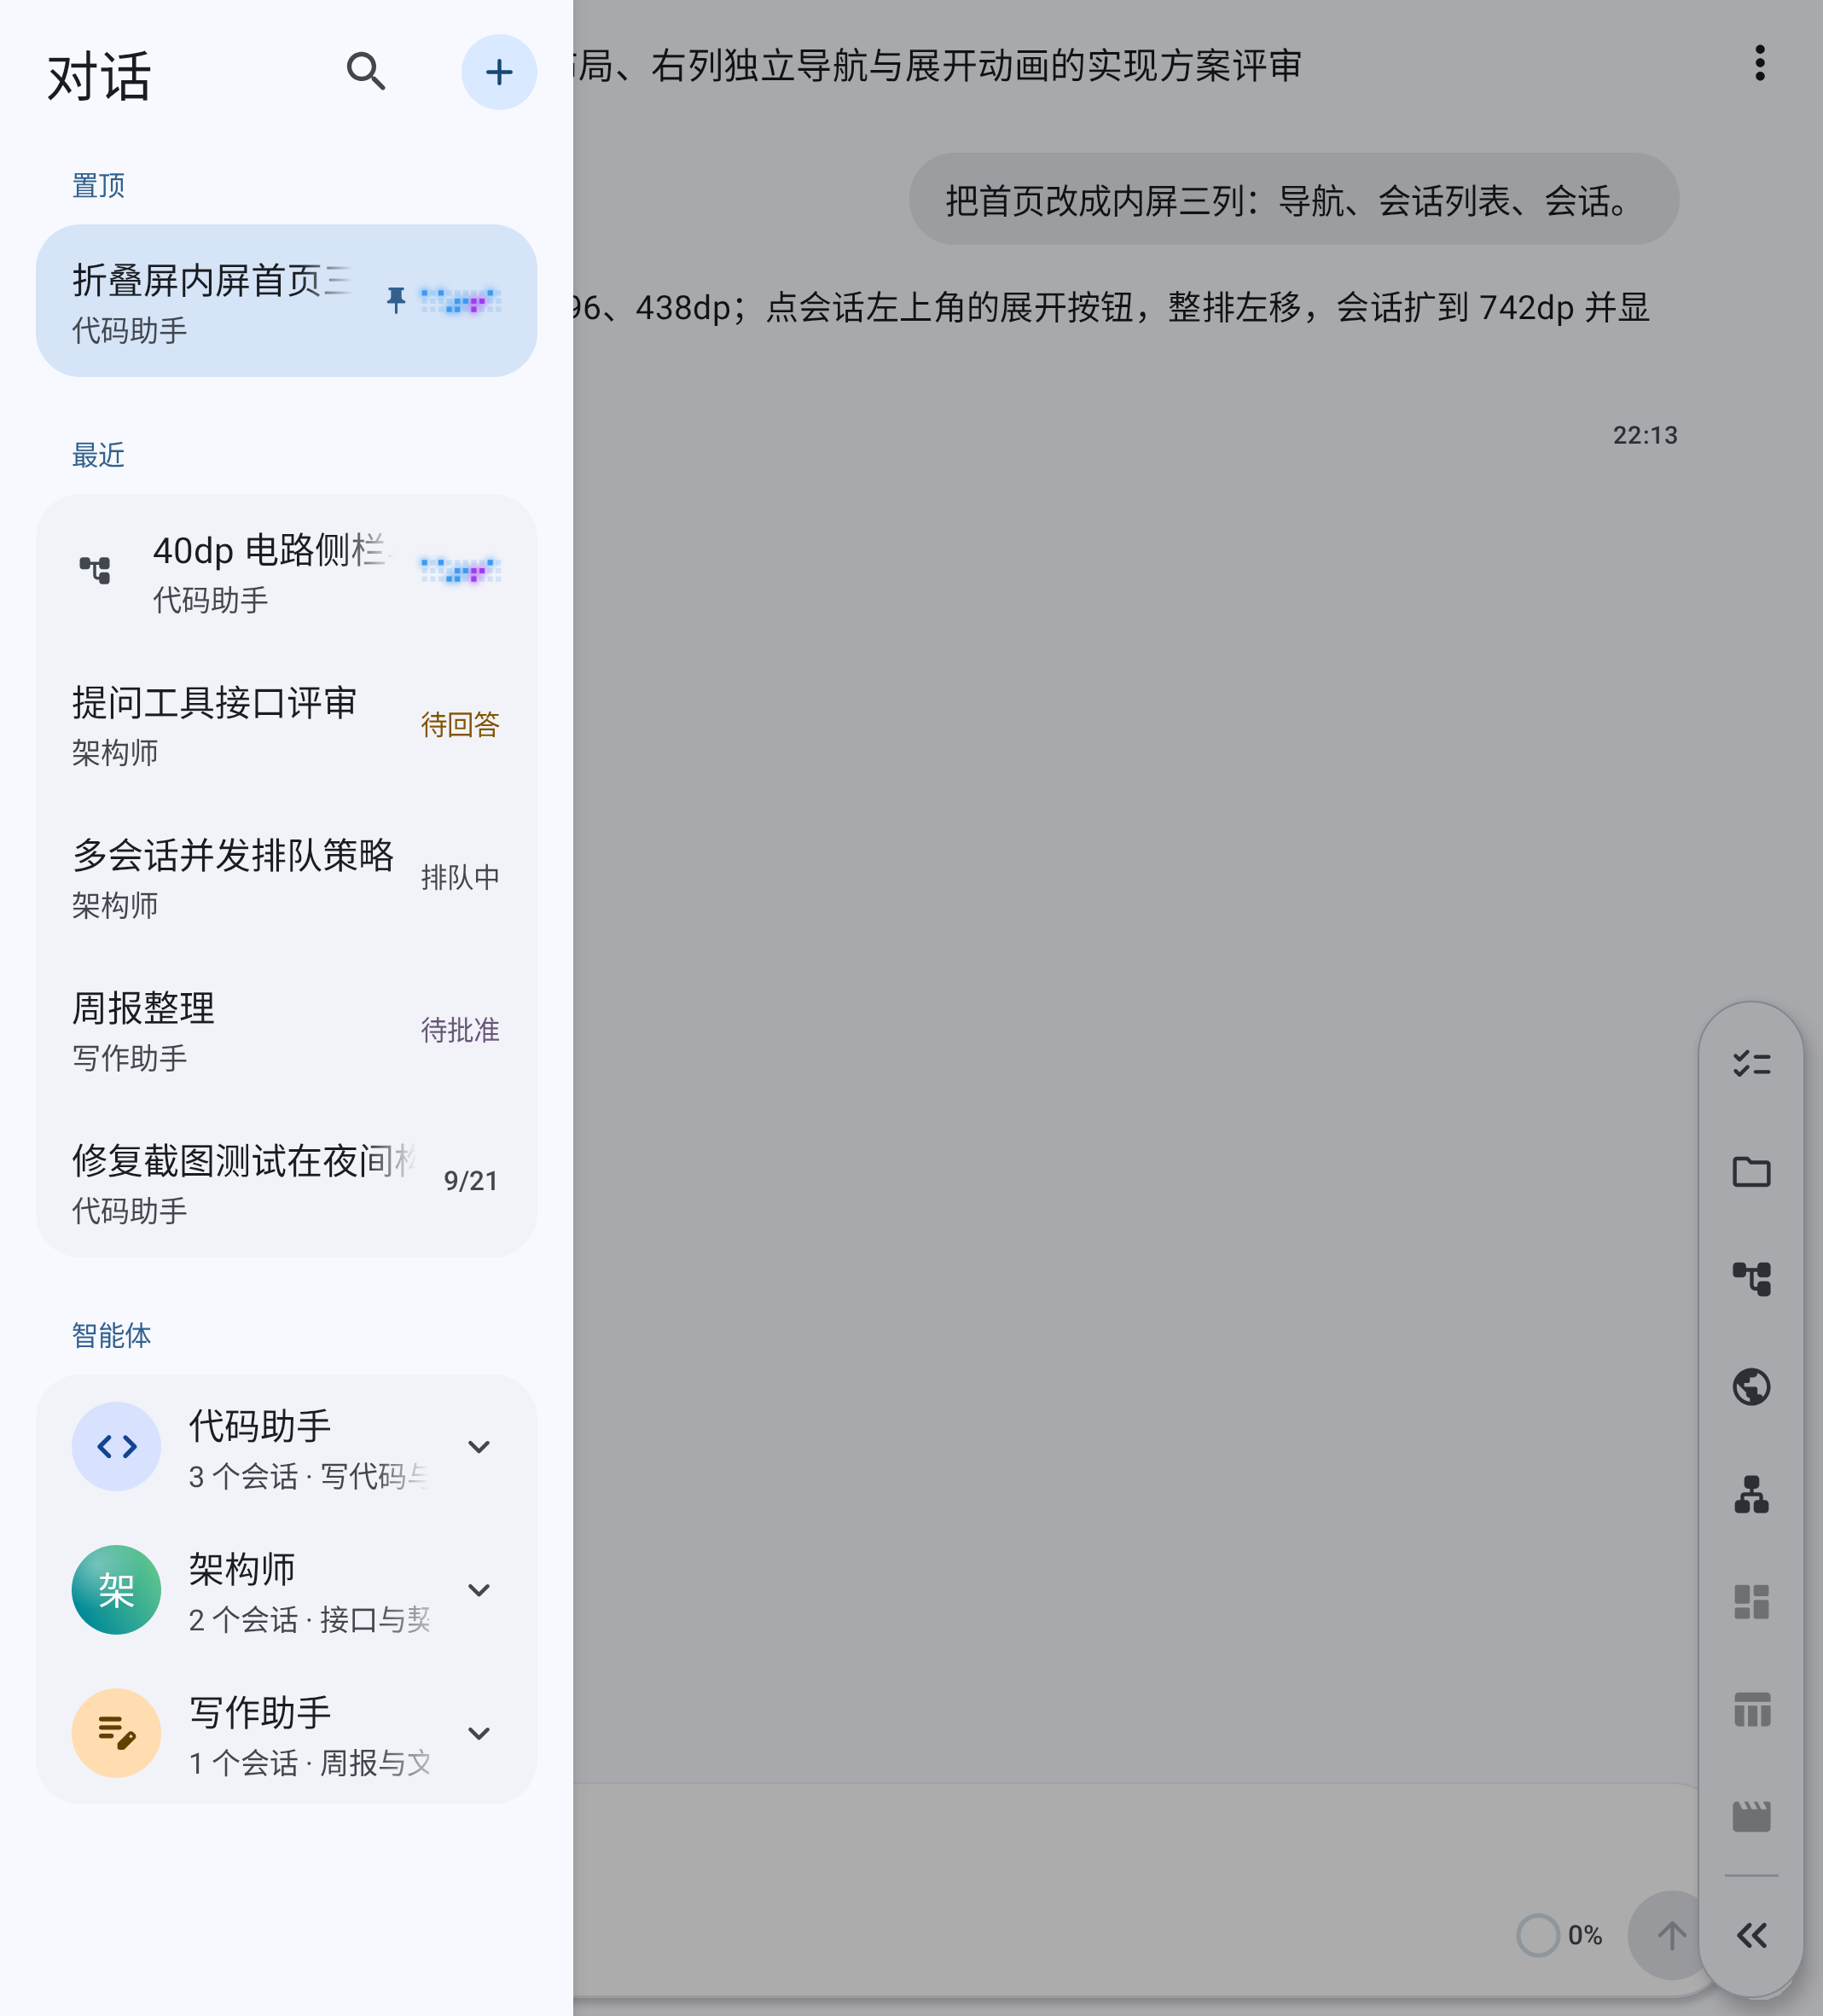 对话
置顶
折叠屏内屏首页三
代码助手
最近
40dp 电路侧栏
代码助手
提问工具接口评审
架构师
待回答
多会话并发排队策略
架构师
排队中
周报整理
写作助手
待批准
修复截图测试在夜间
代码助手
9/21
智能体
代码助手
3 个会话 · 写代码与
架构师
2 个会话 · 接口与契
写作助手
1 个会话 · 周报与文
局、右列独立导航与展开动画的实现方案评审
把首页改成内屏三列：导航、会话列表、会话。
96、438dp；点会话左上角的展开按钮，整排左移，会话扩到 742dp 并显
22:13
架
0%